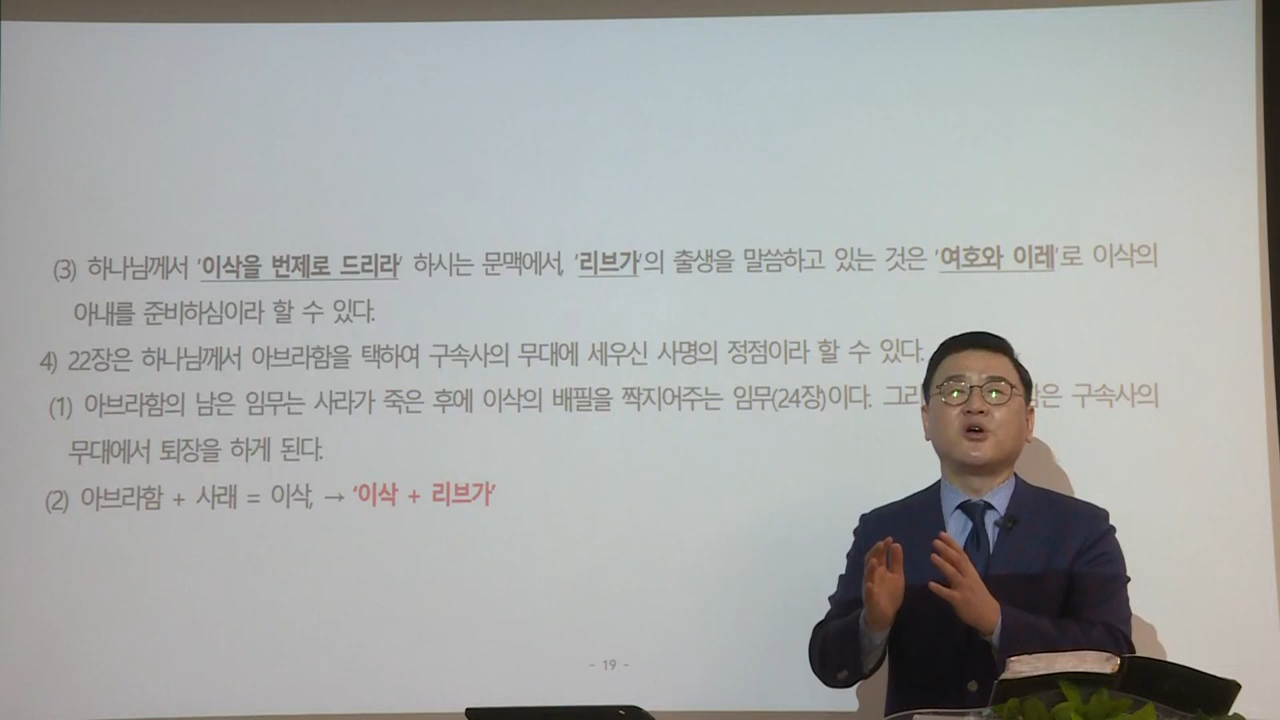 (3) 하나님께서 '이삭을 번제로 드리라' 하시는 문맥에서, '리브가'의 출생을 말씀하고 있는 것은 '여호와 이레'로 이삭의
아내를 준비하심이라 할 수 있다.
4) 22장은 하나님께서 아브라함을 택하여 구속사의 무대에 세우신 사명의 정점이라 할 수 있다.
(1) 아브라함의 남은 임무는 사라가 죽은 후에 이삭의 배필을 짝지어주는 임무(24장)이다. 구속사의
무대에서 퇴장을 하게 된다.
(2) 아브라함 + 사래 = 이삭, → '이삭 + 리브가'
- 19 -